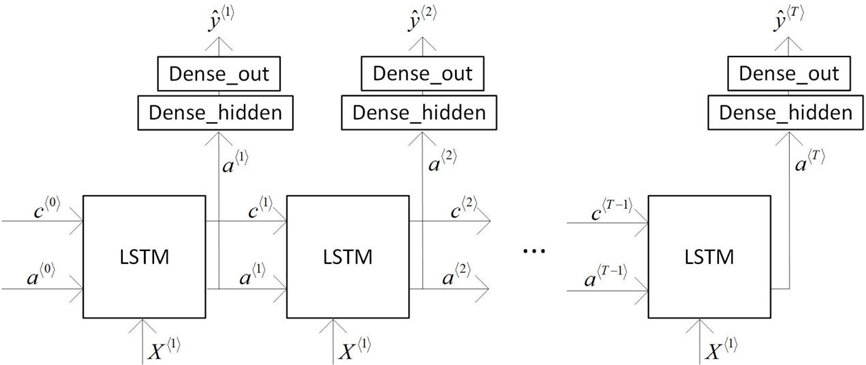 ŷ⟨1⟩ ŷ⟨2⟩ ŷ⟨T⟩
Dense_out Dense_out Dense_out
Dense_hidden Dense_hidden Dense_hidden
a⟨1⟩ a⟨2⟩ a⟨T⟩
c⟨0⟩ c⟨1⟩ c⟨2⟩ c⟨T−1⟩
LSTM LSTM ... LSTM
a⟨0⟩ a⟨1⟩ a⟨2⟩ a⟨T−1⟩
X⟨1⟩ X⟨1⟩ X⟨1⟩